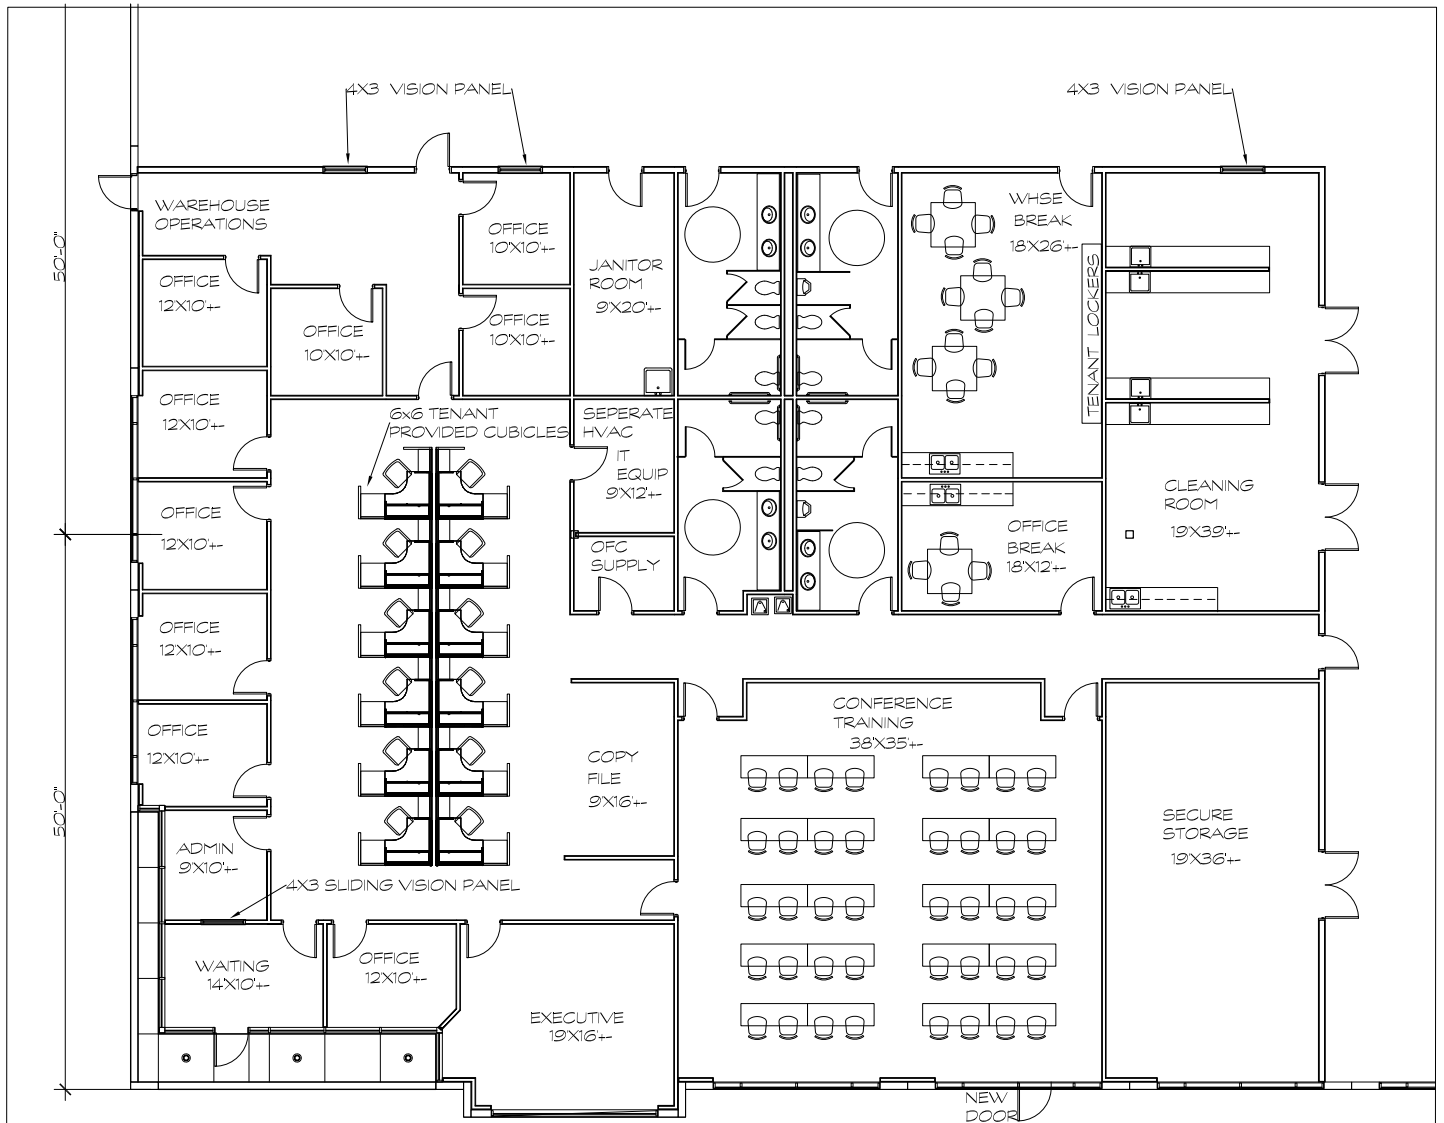 4X3 VISION PANEL
4X3 VISION PANEL
50'-0"
WAREHOUSE
OPERATIONS
OFFICE
10'X10'+-
WHSE
BREAK
18'X26'+-
JANITOR
ROOM
9'X20'+-
OFFICE
12X10'+-
OFFICE
10X10'+-
OFFICE
10'X10'+-
TENANT LOCKERS
OFFICE
12X10'+-
6x6 TENANT
PROVIDED CUBICLES
SEPERATE
HVAC
IT
EQUIP
9'X12'+-
CLEANING
ROOM
19'X39'+-
OFFICE
12X10'+-
OFFICE
BREAK
18'X12'+-
OFC
SUPPLY
OFFICE
12'X10'+-
OFFICE
12X10'+-
CONFERENCE
TRAINING
38'X35'+-
COPY
FILE
9'X16'+-
50'-0"
SECURE
STORAGE
19'X36'+-
ADMIN
9'X10'+-
4X3 SLIDING VISION PANEL
WAITING
14X10'+-
OFFICE
12X10'+-
EXECUTIVE
19'X16'+-
NEW
DOOR